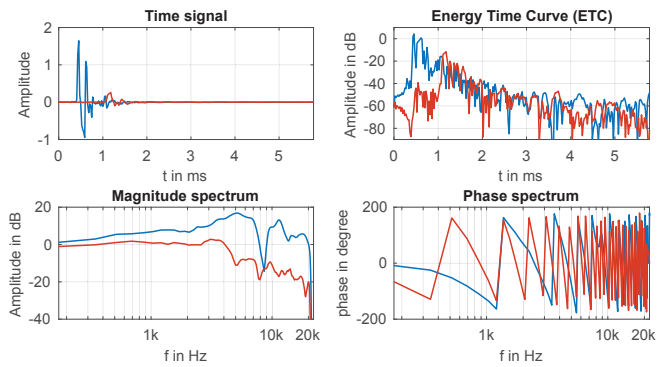 Time signal
Amplitude
2
1
0
-1
0
1
2
3
4
5
t in ms
Energy Time Curve (ETC)
Amplitude in dB
0
-20
-40
-60
-80
0
1
2
3
4
5
t in ms
Magnitude spectrum
Amplitude in dB
20
0
-20
-40
1k
10k
20k
f in Hz
Phase spectrum
phase in degree
200
0
-200
1k
10k
20k
f in Hz